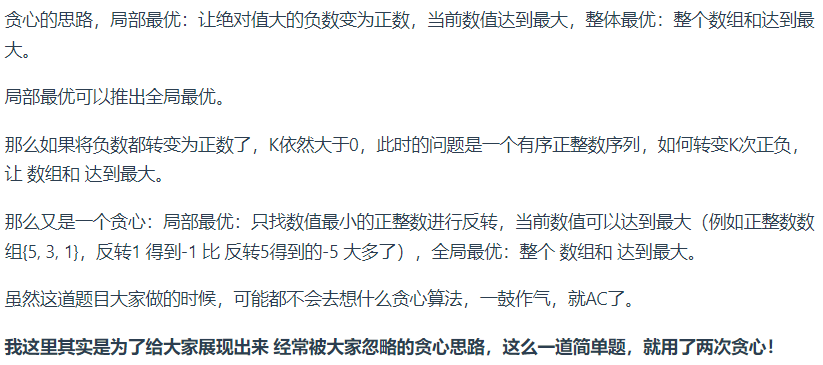 贪心的思路，局部最优：让绝对值大的负数变为正数，当前数值达到最大，整体最优：整个数组和达到最
大。
局部最优可以推出全局最优。
那么如果将负数都转变为正数了，K依然大于0，此时的问题是一个有序正整数序列，如何转变K次正负，
让 数组和 达到最大。
那么又是一个贪心：局部最优：只找数值最小的正整数进行反转，当前数值可以达到最大（例如正整数数
组{5, 3, 1}，反转1 得到-1 比 反转5得到的-5 大多了），全局最优：整个 数组和 达到最大。
虽然这道题目大家做的时候，可能都不会去想什么贪心算法，一鼓作气，就AC了。
我这里其实是为了给大家展现出来 经常被大家忽略的贪心思路，这么一道简单题，就用了两次贪心！